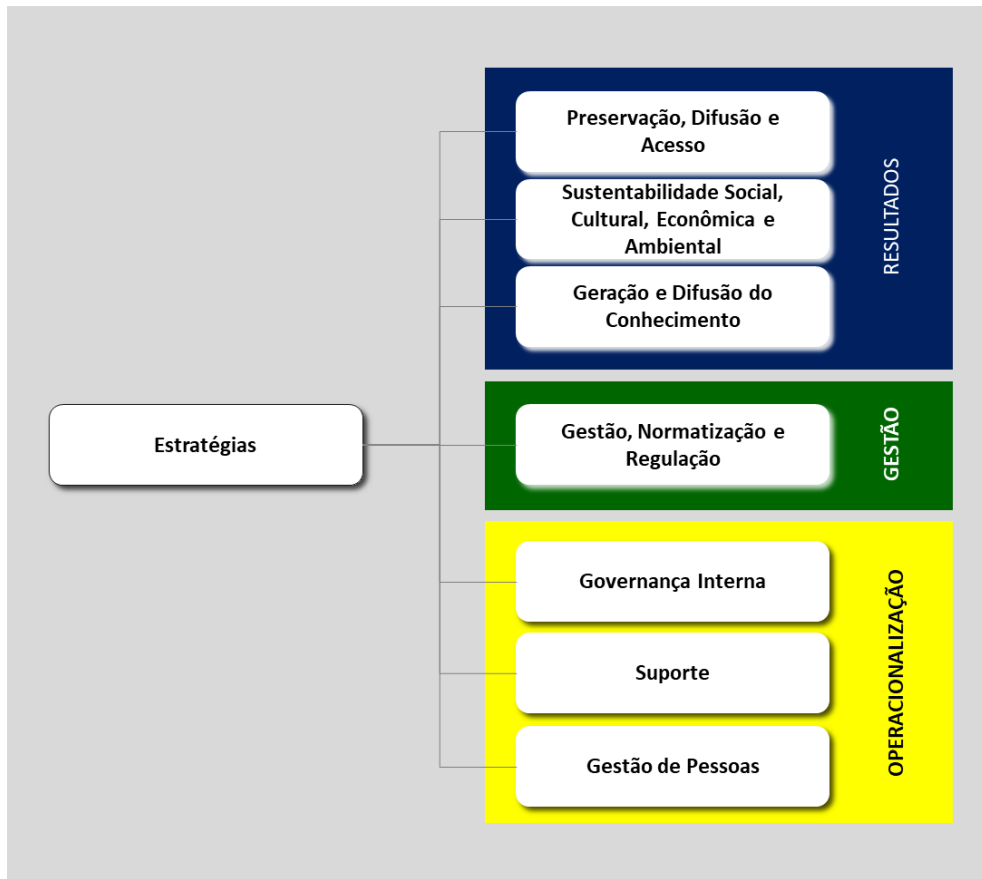 Preservação, Difusão e
Acesso
Sustentabilidade Social,
Cultural, Econômica e
Ambiental
Geração e Difusão do
Conhecimento
RESULTADOS
Estratégias
Gestão, Normatização e
Regulação
GESTÃO
Governança Interna
Suporte
Gestão de Pessoas
OPERACIONALIZAÇÃO